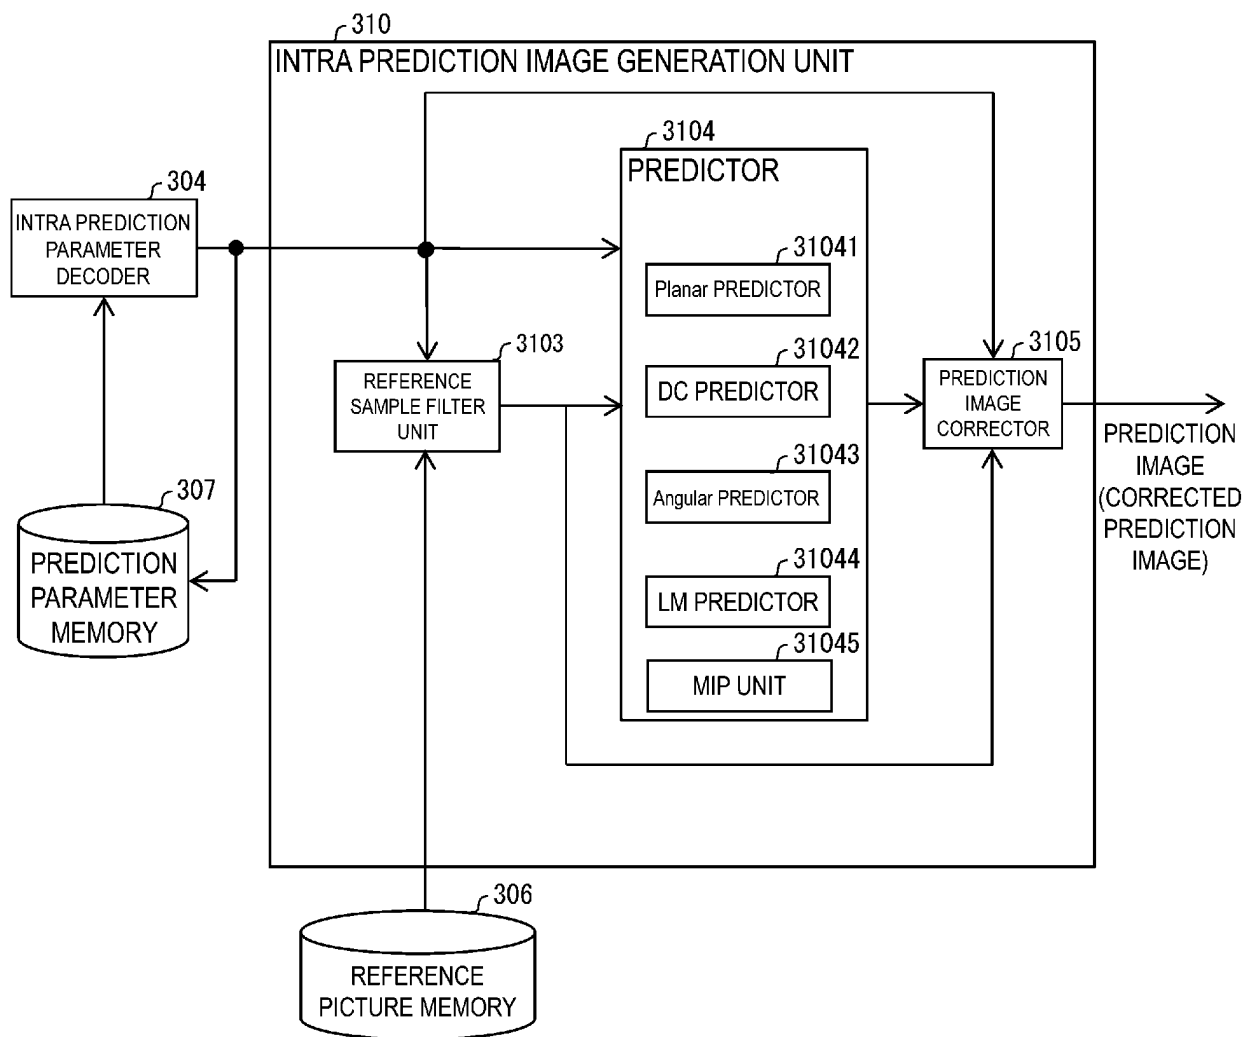 310
INTRA PREDICTION IMAGE GENERATION UNIT
3104
PREDICTOR
304
INTRA PREDICTION
PARAMETER
DECODER
31041
Planar PREDICTOR
3103
REFERENCE
SAMPLE FILTER
UNIT
31042
DC PREDICTOR
3105
PREDICTION
IMAGE
CORRECTOR
PREDICTION
IMAGE
(CORRECTED
PREDICTION
IMAGE)
31043
Angular PREDICTOR
307
PREDICTION
PARAMETER
MEMORY
31044
LM PREDICTOR
31045
MIP UNIT
306
REFERENCE
PICTURE MEMORY